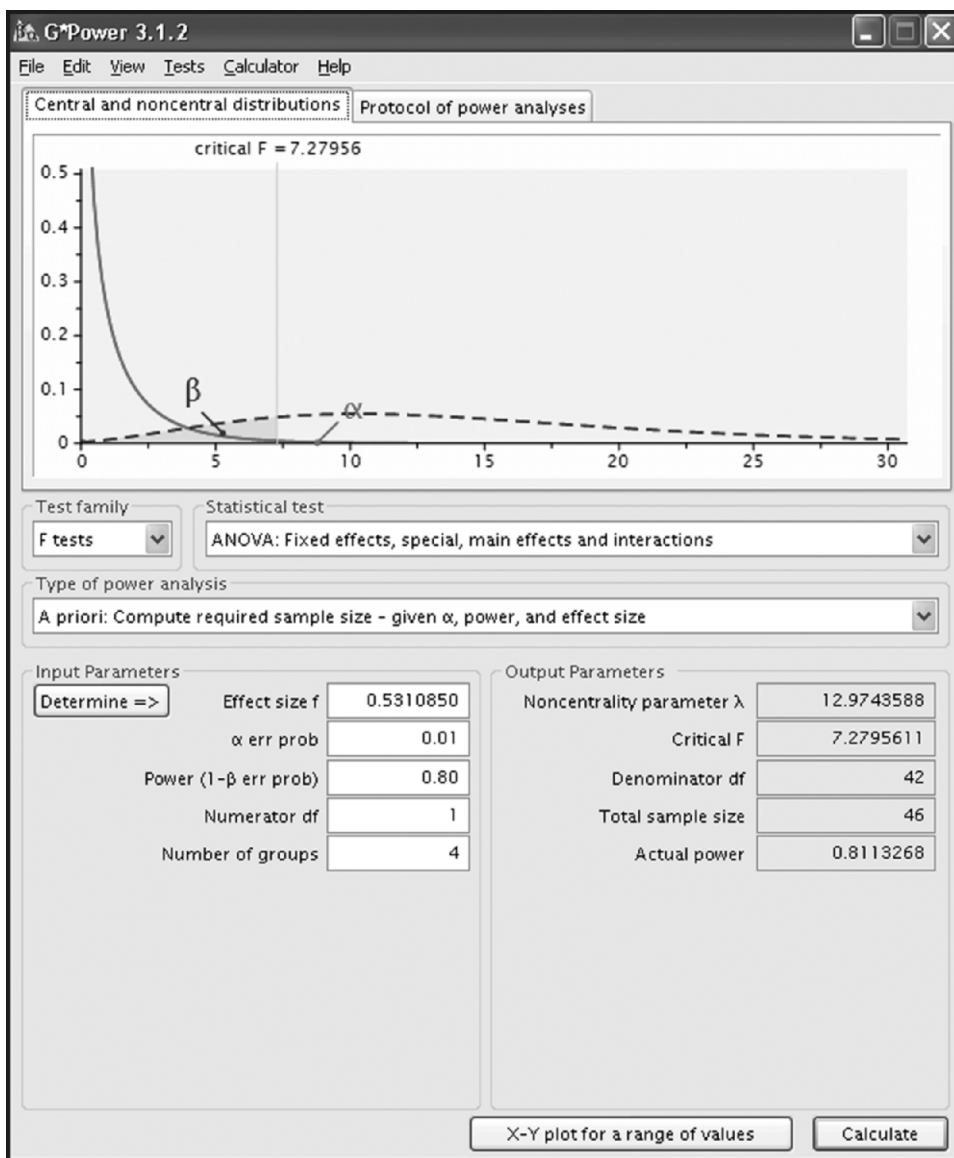 G*Power 3.1.2
File Edit View Tests Calculator Help
Central and noncentral distributions Protocol of power analyses
critical F = 7.27956
0.5
0.4
0.3
0.2
0.1
0
β
α
0 5 10 15 20 25 30
Test family Statistical test
F tests ANOVA: Fixed effects, special, main effects and interactions
Type of power analysis
A priori: Compute required sample size - given α, power, and effect size
Input Parameters Output Parameters
Determine => Effect size f 0.5310850 Noncentrality parameter λ 12.9743588
α err prob 0.01 Critical F 7.2795611
Power (1-β err prob) 0.80 Denominator df 42
Numerator df 1 Total sample size 46
Number of groups 4 Actual power 0.8113268
X-Y plot for a range of values Calculate